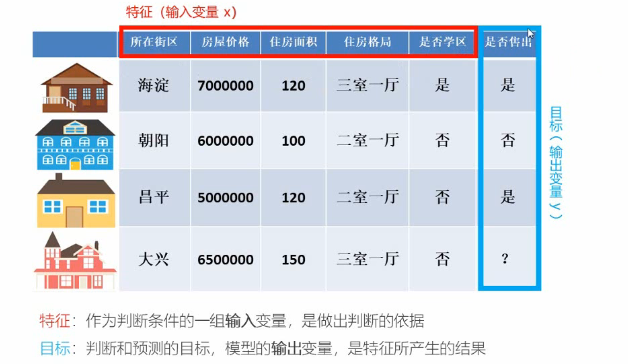 特征（输入变量 x）
所在街区 房屋价格 住房面积 住房格局 是否学区 是否售出
海淀 7000000 120 三室一厅 是 是
朝阳 6000000 100 二室一厅 否 否
昌平 5000000 120 二室一厅 否 是
大兴 6500000 150 三室一厅 否 ？
目标（输出变量 y）
特征：作为判断条件的一组输入变量，是做出判断的依据
目标：判断和预测的目标，模型的输出变量，是特征所产生的结果